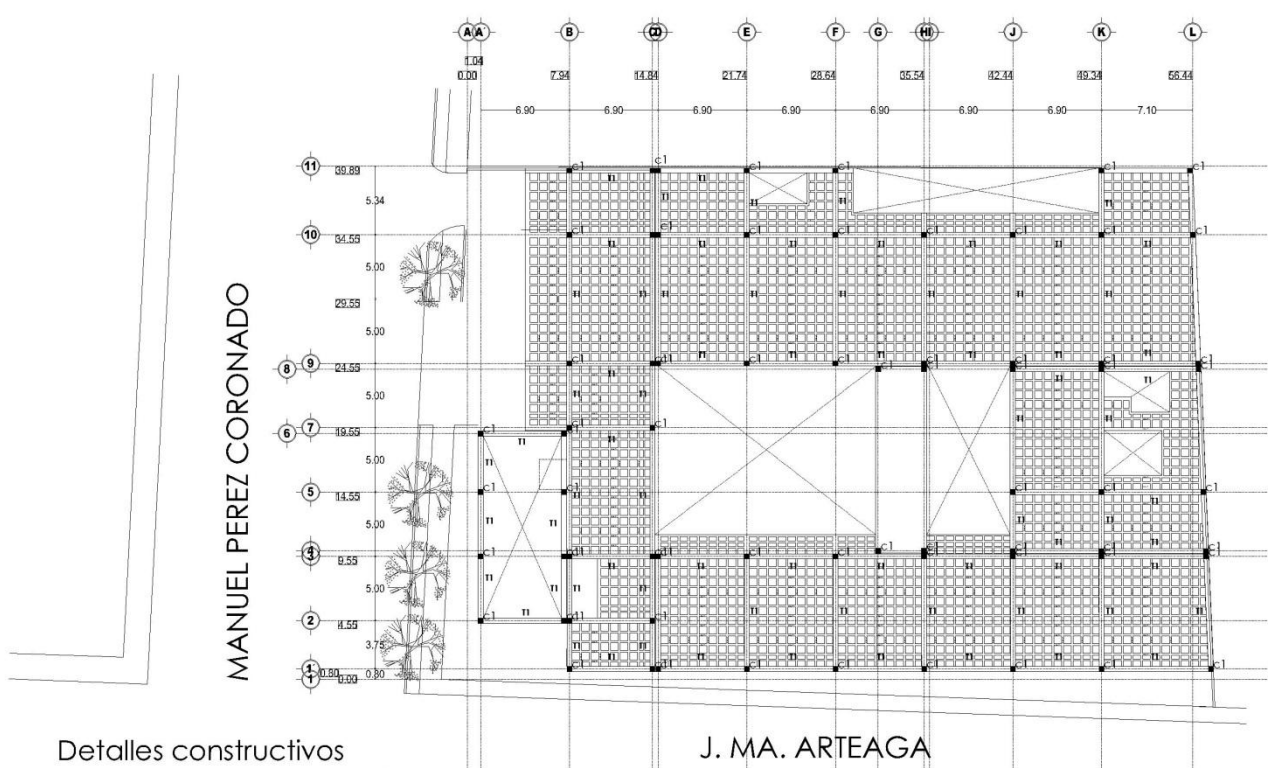 A A' B C D E F G H I J K L
1.04
0.00 7.94 14.84 21.74 28.64 35.54 42.44 49.34 56.44
6.90 6.90 6.90 6.90 6.90 6.90 6.90 7.10
11 39.89
5.34
10 34.55
5.00
29.55
5.00
9
8 24.55
5.00
7
6 19.55
5.00
5 14.55
5.00
4
3 9.55
5.00
2 4.55
3.75
1 0.80 0.80
1 0.00
c1
T1
MANUEL PEREZ CORONADO
Detalles constructivos
J. MA. ARTEAGA